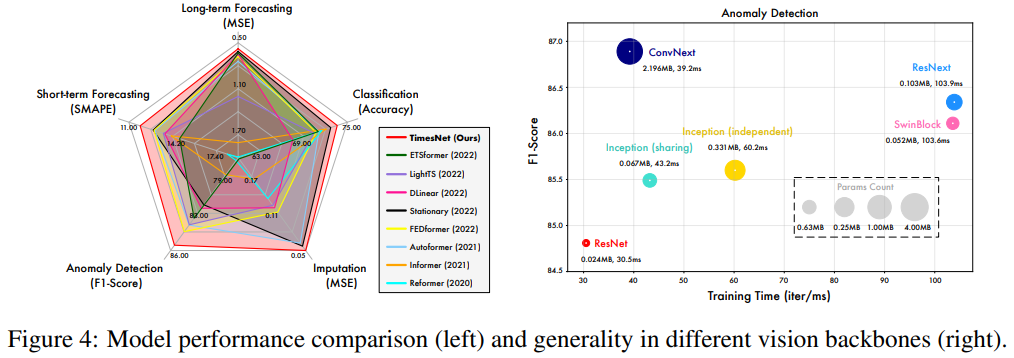 Long-term Forecasting
(MSE)
0.50
1.10
1.70
Short-term Forecasting
(SMAPE)
11.00
14.20
17.40
Classification
(Accuracy)
75.00
69.00
63.00
79.00
83.00
86.00
0.17
0.11
0.05
Anomaly Detection
(F1-Score)
Imputation
(MSE)
TimesNet (Ours)
ETSformer (2022)
LightTS (2022)
DLinear (2022)
Stationary (2022)
FEDformer (2022)
Autoformer (2021)
Informer (2021)
Reformer (2020)
Anomaly Detection
F1-Score
87.0
86.5
86.0
85.5
85.0
84.5
ConvNext
2.196MB, 39.2ms
ResNext
0.103MB, 103.9ms
SwinBlock
0.052MB, 103.6ms
Inception (independent)
0.331MB, 60.2ms
Inception (sharing)
0.067MB, 43.2ms
Params Count
0.63MB
0.25MB
1.00MB
4.00MB
ResNet
0.024MB, 30.5ms
30
40
50
60
70
80
90
100
Training Time (iter/ms)
Figure 4: Model performance comparison (left) and generality in different vision backbones (right).